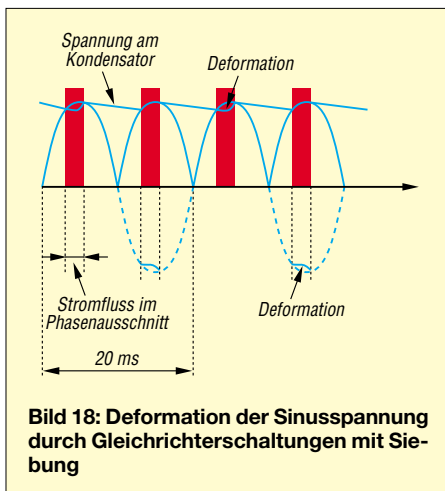 Spannung am
Kondensator
Deformation
Stromfluss im
Phasenausschnitt
Deformation
20 ms
Bild 18: Deformation der Sinusspannung
durch Gleichrichterschaltungen mit Sie-
bung